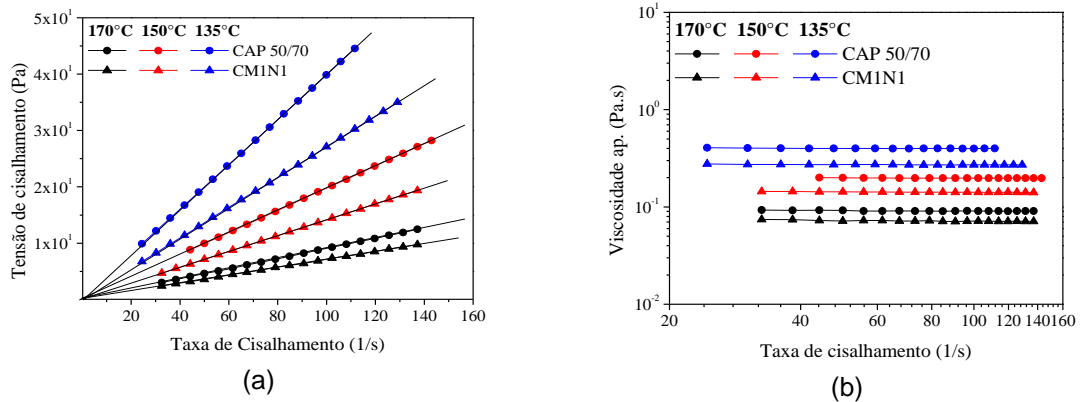 5x10¹
4x10¹
3x10¹
2x10¹
1x10¹
Tensão de cisalhamento (Pa)
170°C 150°C 135°C
CAP 50/70
CM1N1
20 40 60 80 100 120 140 160
Taxa de Cisalhamento (1/s)
(a)
10¹
10⁰
10⁻¹
10⁻²
Viscosidade ap. (Pa.s)
170°C 150°C 135°C
CAP 50/70
CM1N1
20 40 60 80 100 120 140 160
Taxa de cisalhamento (1/s)
(b)